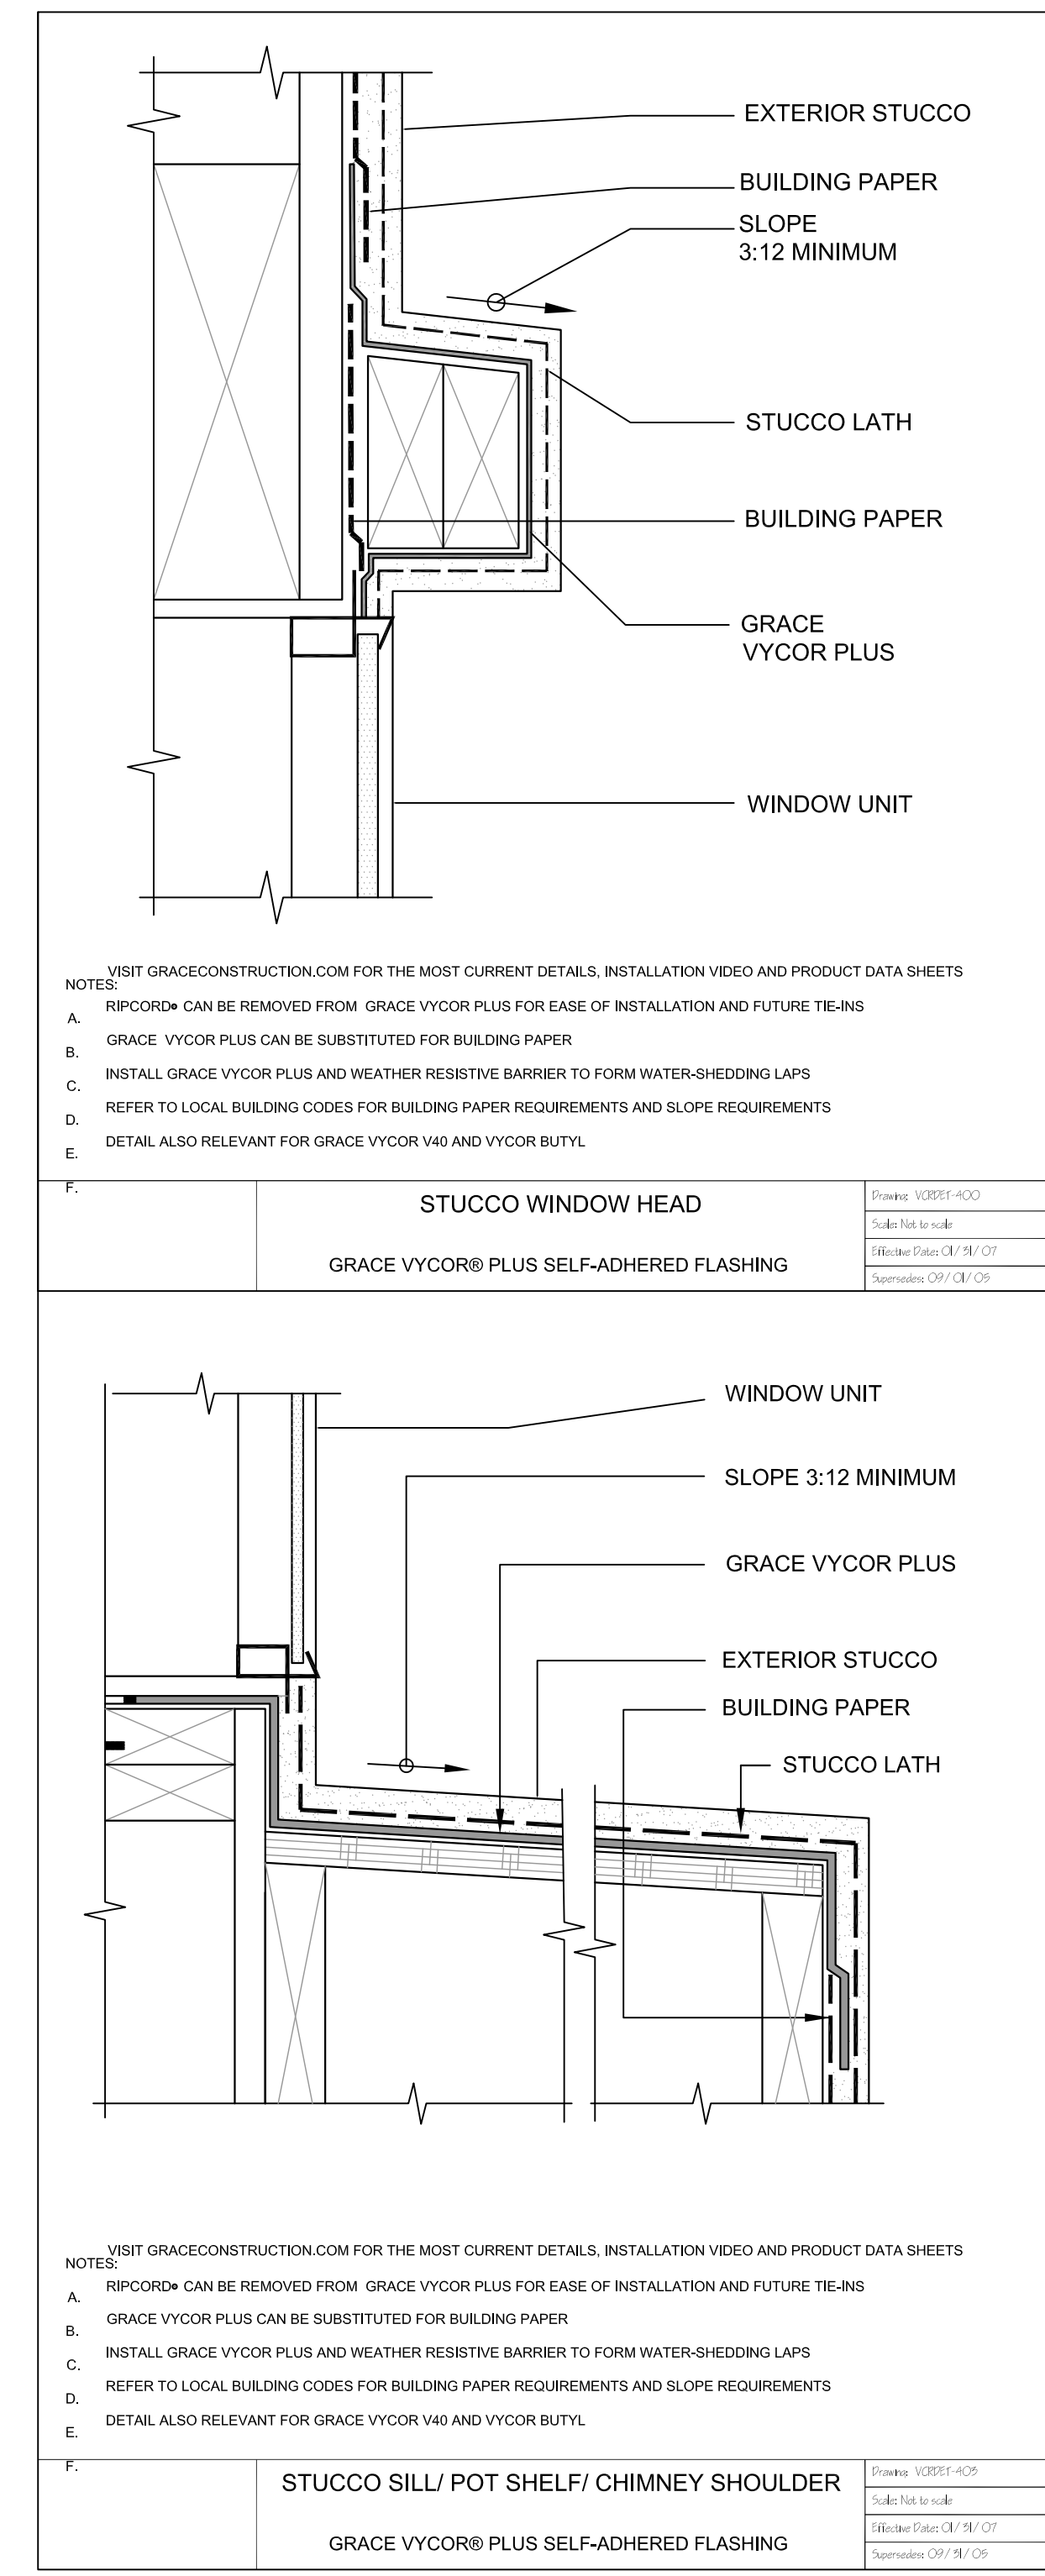 EXTERIOR STUCCO
BUILDING PAPER
SLOPE
3:12 MINIMUM
STUCCO LATH
BUILDING PAPER
GRACE
VYCOR PLUS
WINDOW UNIT
VISIT GRACECONSTRUCTION.COM FOR THE MOST CURRENT DETAILS, INSTALLATION VIDEO AND PRODUCT DATA SHEETS
NOTES:
RIPCORD® CAN BE REMOVED FROM GRACE VYCOR PLUS FOR EASE OF INSTALLATION AND FUTURE TIE-INS
A.
GRACE VYCOR PLUS CAN BE SUBSTITUTED FOR BUILDING PAPER
B.
INSTALL GRACE VYCOR PLUS AND WEATHER RESISTIVE BARRIER TO FORM WATER-SHEDDING LAPS
C.
REFER TO LOCAL BUILDING CODES FOR BUILDING PAPER REQUIREMENTS AND SLOPE REQUIREMENTS
D.
DETAIL ALSO RELEVANT FOR GRACE VYCOR V40 AND VYCOR BUTYL
E.
F.
STUCCO WINDOW HEAD
GRACE VYCOR® PLUS SELF-ADHERED FLASHING
Drawing: VCRDET-400
Scale: Not to scale
Effective Date: 01/31/07
Supersedes: 09/01/05
WINDOW UNIT
SLOPE 3:12 MINIMUM
GRACE VYCOR PLUS
EXTERIOR STUCCO
BUILDING PAPER
STUCCO LATH
VISIT GRACECONSTRUCTION.COM FOR THE MOST CURRENT DETAILS, INSTALLATION VIDEO AND PRODUCT DATA SHEETS
NOTES:
RIPCORD® CAN BE REMOVED FROM GRACE VYCOR PLUS FOR EASE OF INSTALLATION AND FUTURE TIE-INS
A.
GRACE VYCOR PLUS CAN BE SUBSTITUTED FOR BUILDING PAPER
B.
INSTALL GRACE VYCOR PLUS AND WEATHER RESISTIVE BARRIER TO FORM WATER-SHEDDING LAPS
C.
REFER TO LOCAL BUILDING CODES FOR BUILDING PAPER REQUIREMENTS AND SLOPE REQUIREMENTS
D.
DETAIL ALSO RELEVANT FOR GRACE VYCOR V40 AND VYCOR BUTYL
E.
F.
STUCCO SILL/ POT SHELF/ CHIMNEY SHOULDER
GRACE VYCOR® PLUS SELF-ADHERED FLASHING
Drawing: VCRDET-403
Scale: Not to scale
Effective Date: 01/31/07
Supersedes: 09/31/05